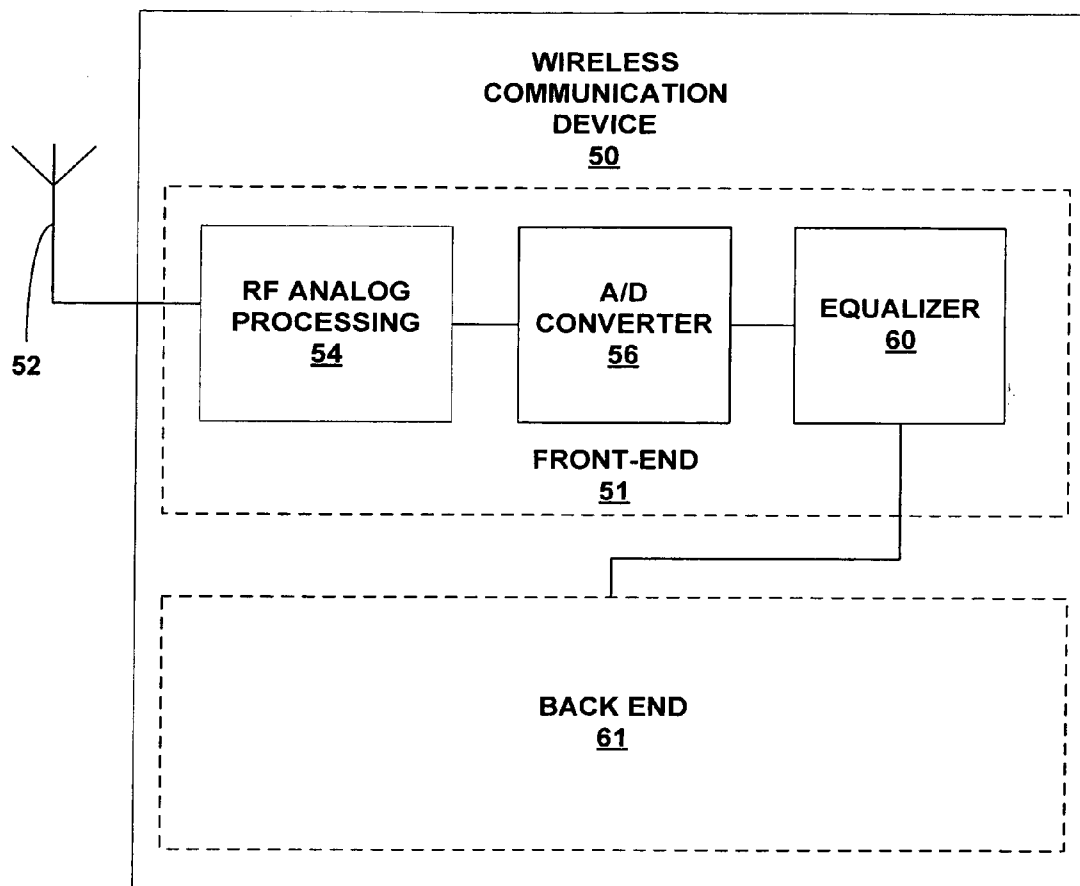 WIRELESS
COMMUNICATION
DEVICE
50
RF ANALOG
PROCESSING
54
A/D
CONVERTER
56
EQUALIZER
60
52
FRONT-END
51
BACK END
61